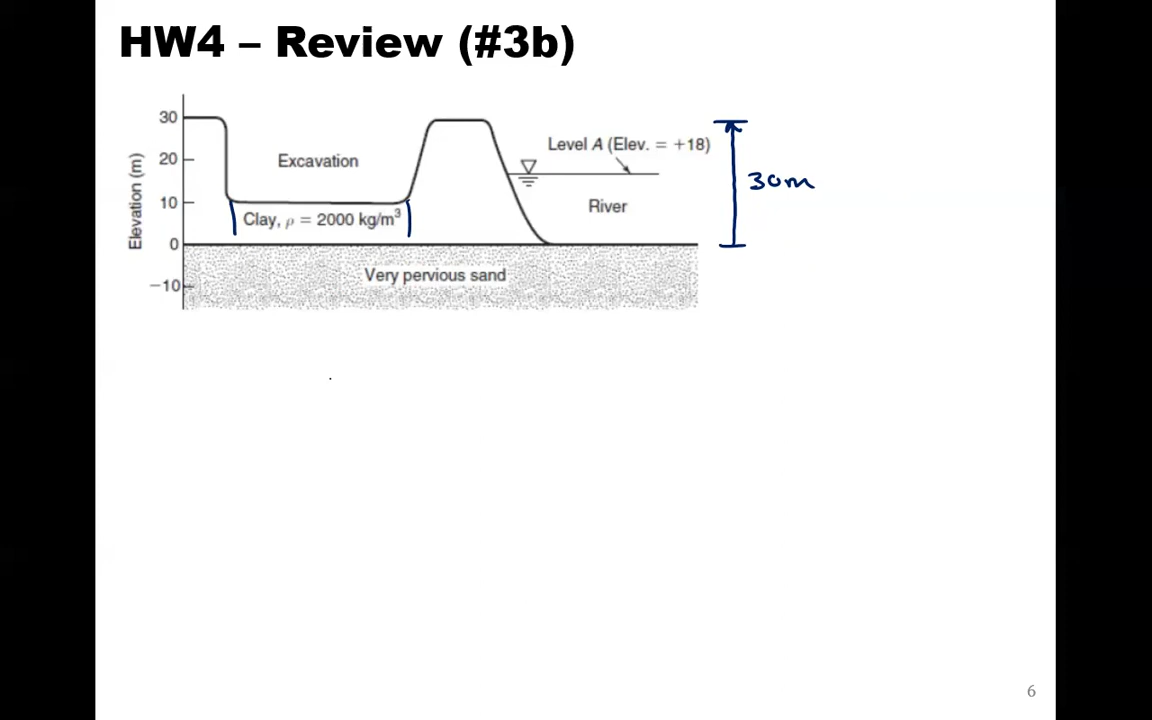 HW4 – Review (#3b)
30
Level A (Elev. = +18)
Elevation (m)
20
Excavation
30m
10
River
Clay, ρ = 2000 kg/m³
0
Very pervious sand
−10
6